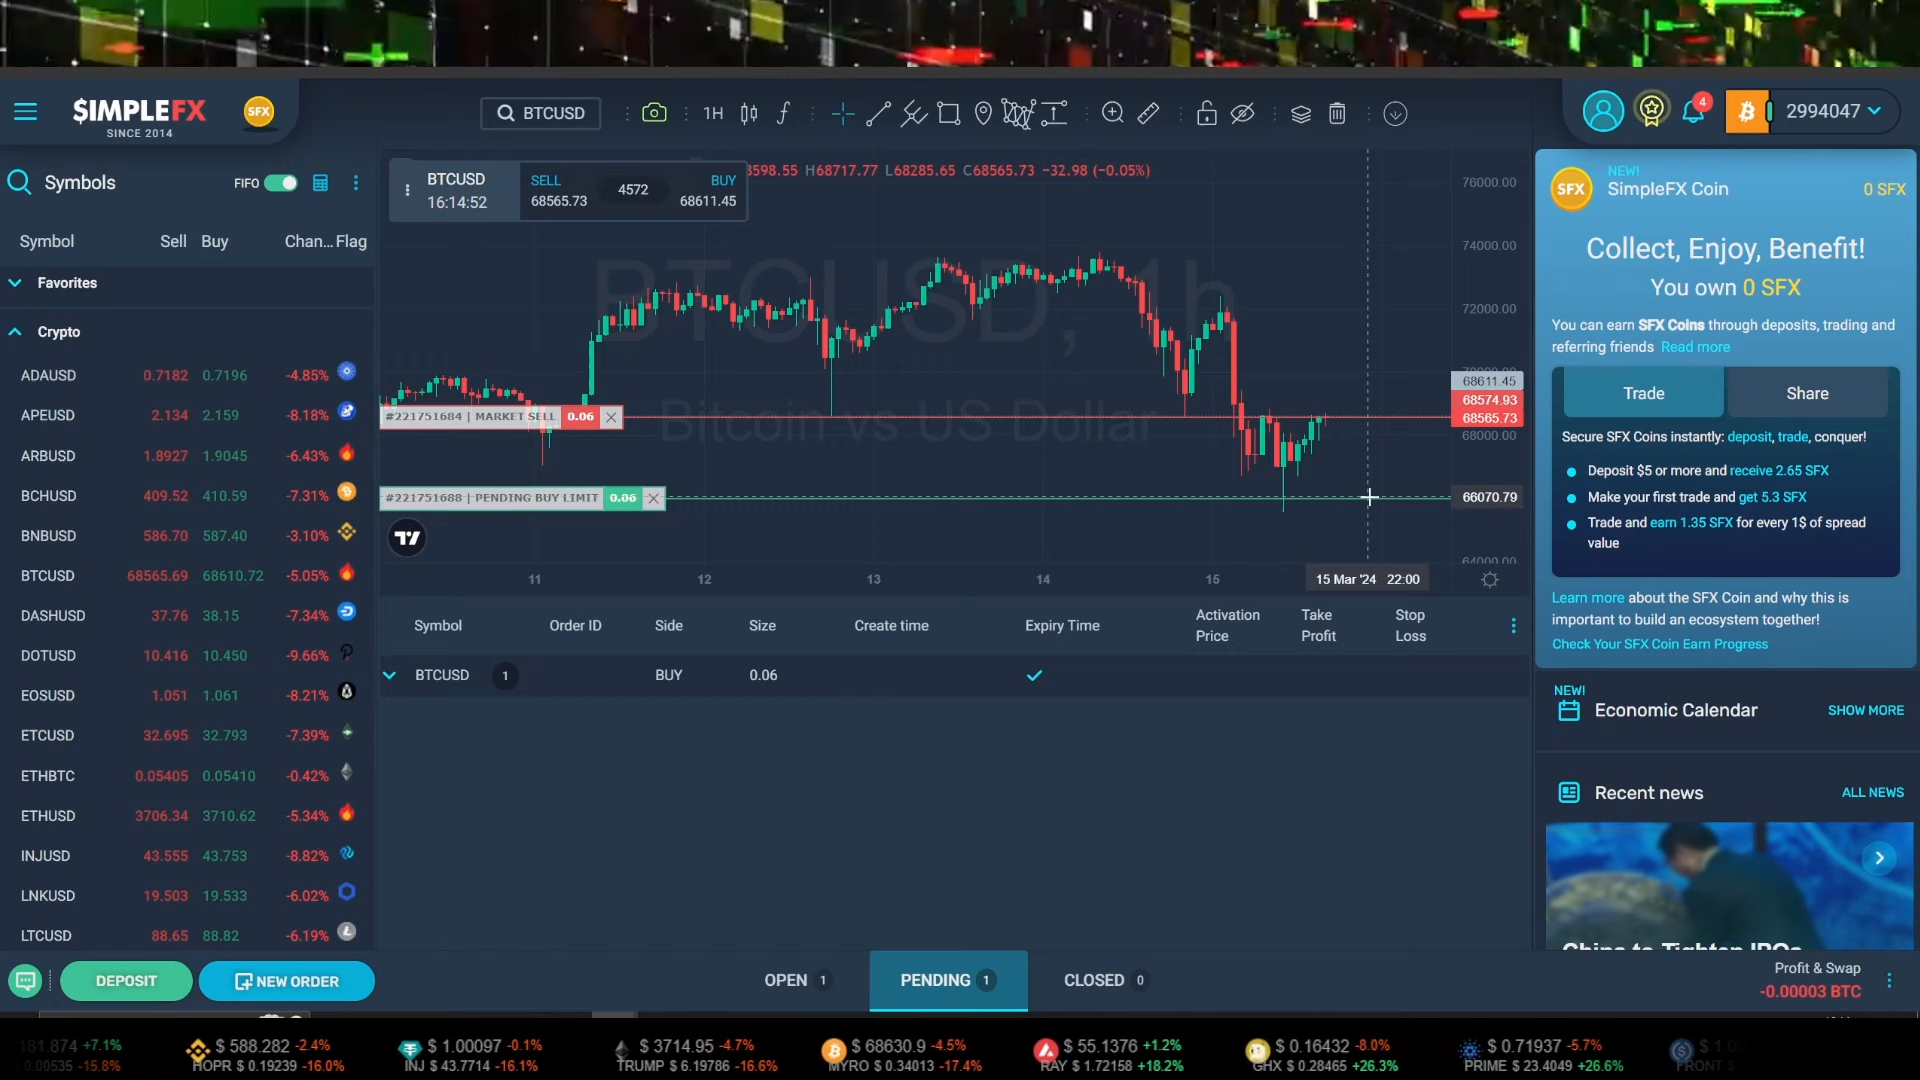 $IMPLEFX
SINCE 2014
SFX
BTCUSD
1H
4
2994047
Symbols
FIFO
Symbol Sell Buy Chan... Flag
Favorites
Crypto
ADAUSD 0.7182 0.7196 -4.85%
APEUSD 2.134 2.159 -8.18%
ARBUSD 1.8927 1.9045 -6.43%
BCHUSD 409.52 410.59 -7.31%
BNBUSD 586.70 587.40 -3.10%
BTCUSD 68565.69 68610.72 -5.05%
DASHUSD 37.76 38.15 -7.34%
DOTUSD 10.416 10.450 -9.66%
EOSUSD 1.051 1.061 -8.21%
ETCUSD 32.695 32.793 -7.39%
ETHBTC 0.05405 0.05410 -0.42%
ETHUSD 3706.34 3710.62 -5.34%
INJUSD 43.555 43.753 -8.82%
LNKUSD 19.503 19.533 -6.02%
LTCUSD 88.65 88.82 -6.19%
DEPOSIT
NEW ORDER
BTCUSD
16:14:52
SELL
68565.73
4572
BUY
68611.45
H68717.77 L68285.65 C68565.73 -32.98 (-0.05%)
BTCUSD, 1h
Bitcoin vs US Dollar
#221751684 | MARKET SELL 0.06
#221751688 | PENDING BUY LIMIT 0.06
76000.00
74000.00
72000.00
68611.45
68574.93
68565.73
68000.00
66070.79
64000.00
11 12 13 14 15 15 Mar '24 22:00
Symbol Order ID Side Size Create time Expiry Time Activation Price Take Profit Stop Loss
BTCUSD 1 BUY 0.06
OPEN 1
PENDING 1
CLOSED 0
Profit & Swap
-0.00003 BTC
SFX
NEW!
SimpleFX Coin
0 SFX
Collect, Enjoy, Benefit!
You own 0 SFX
You can earn SFX Coins through deposits, trading and
referring friends Read more
Trade
Share
Secure SFX Coins instantly: deposit, trade, conquer!
Deposit $5 or more and receive 2.65 SFX
Make your first trade and get 5.3 SFX
Trade and earn 1.35 SFX for every 1$ of spread
value
Learn more about the SFX Coin and why this is
important to build an ecosystem together!
Check Your SFX Coin Earn Progress
NEW!
Economic Calendar
SHOW MORE
Recent news
ALL NEWS
China to Tighten IPOs
+7.1% $ 588.282 -2.4% $ 1.00097 -0.1% $ 3714.95 -4.7% $ 68630.9 -4.5% $ 55.1376 +1.2% $ 0.16432 -8.0% $ 0.71937 -5.7%
-15.8% HOPR $ 0.19239 -16.0% INJ $ 43.7714 -16.1% TRUMP $ 6.19786 -16.6% MYRO $ 0.34013 -17.4% RAY $ 1.72158 +18.2% GHX $ 0.28465 +26.3% PRIME $ 23.4049 +26.6% FRONT